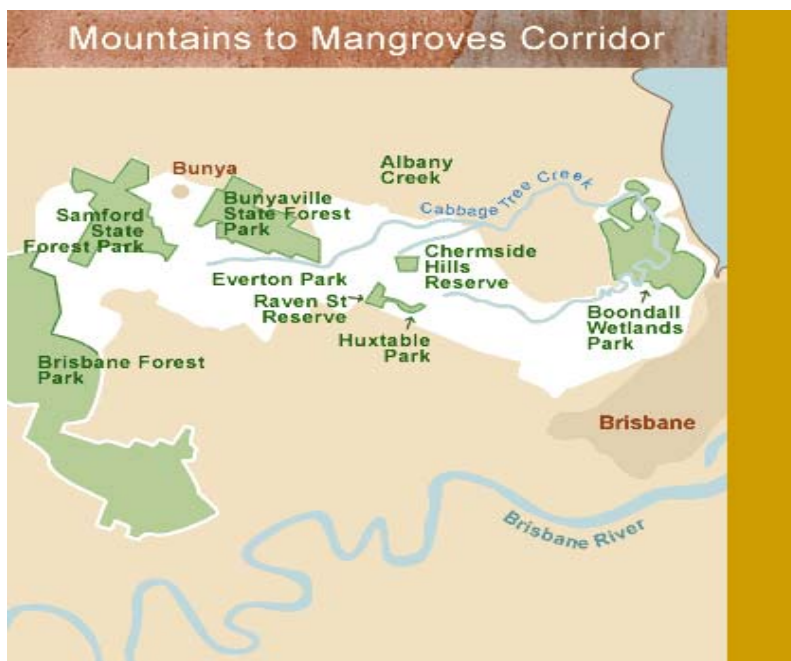 Mountains to Mangroves Corridor
Bunya
Albany
Creek
Samford
State
Forest Park
Bunyaville
State Forest
Park
Cabbage Tree Creek
Everton Park
Chermside
Hills
Reserve
Raven St
Reserve
Huxtable
Park
Boondall
Wetlands
Park
Brisbane Forest
Park
Brisbane
Brisbane River